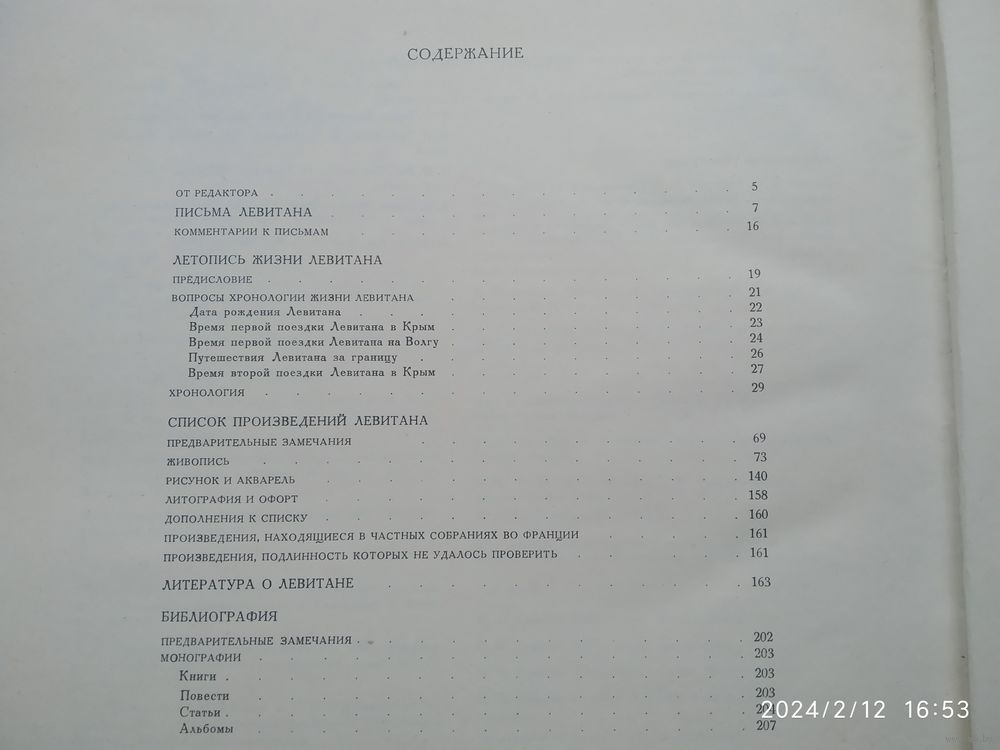 СОДЕРЖАНИЕ
ОТ РЕДАКТОРА 5
ПИСЬМА ЛЕВИТАНА 7
КОММЕНТАРИИ К ПИСЬМАМ 16
ЛЕТОПИСЬ ЖИЗНИ ЛЕВИТАНА
ПРЕДИСЛОВИЕ 19
ВОПРОСЫ ХРОНОЛОГИИ ЖИЗНИ ЛЕВИТАНА 21
Дата рождения Левитана 22
Время первой поездки Левитана в Крым 23
Время первой поездки Левитана на Волгу 24
Путешествия Левитана за границу 26
Время второй поездки Левитана в Крым 27
ХРОНОЛОГИЯ 29
СПИСОК ПРОИЗВЕДЕНИЙ ЛЕВИТАНА
ПРЕДВАРИТЕЛЬНЫЕ ЗАМЕЧАНИЯ 69
ЖИВОПИСЬ 73
РИСУНОК И АКВАРЕЛЬ 140
ЛИТОГРАФИЯ И ОФОРТ 158
ДОПОЛНЕНИЯ К СПИСКУ 160
ПРОИЗВЕДЕНИЯ, НАХОДЯЩИЕСЯ В ЧАСТНЫХ СОБРАНИЯХ ВО ФРАНЦИИ 161
ПРОИЗВЕДЕНИЯ, ПОДЛИННОСТЬ КОТОРЫХ НЕ УДАЛОСЬ ПРОВЕРИТЬ 161
ЛИТЕРАТУРА О ЛЕВИТАНЕ 163
БИБЛИОГРАФИЯ
ПРЕДВАРИТЕЛЬНЫЕ ЗАМЕЧАНИЯ 202
МОНОГРАФИИ 203
Книги 203
Повести 203
Статьи
Альбомы 207
2024/2/12 16:53